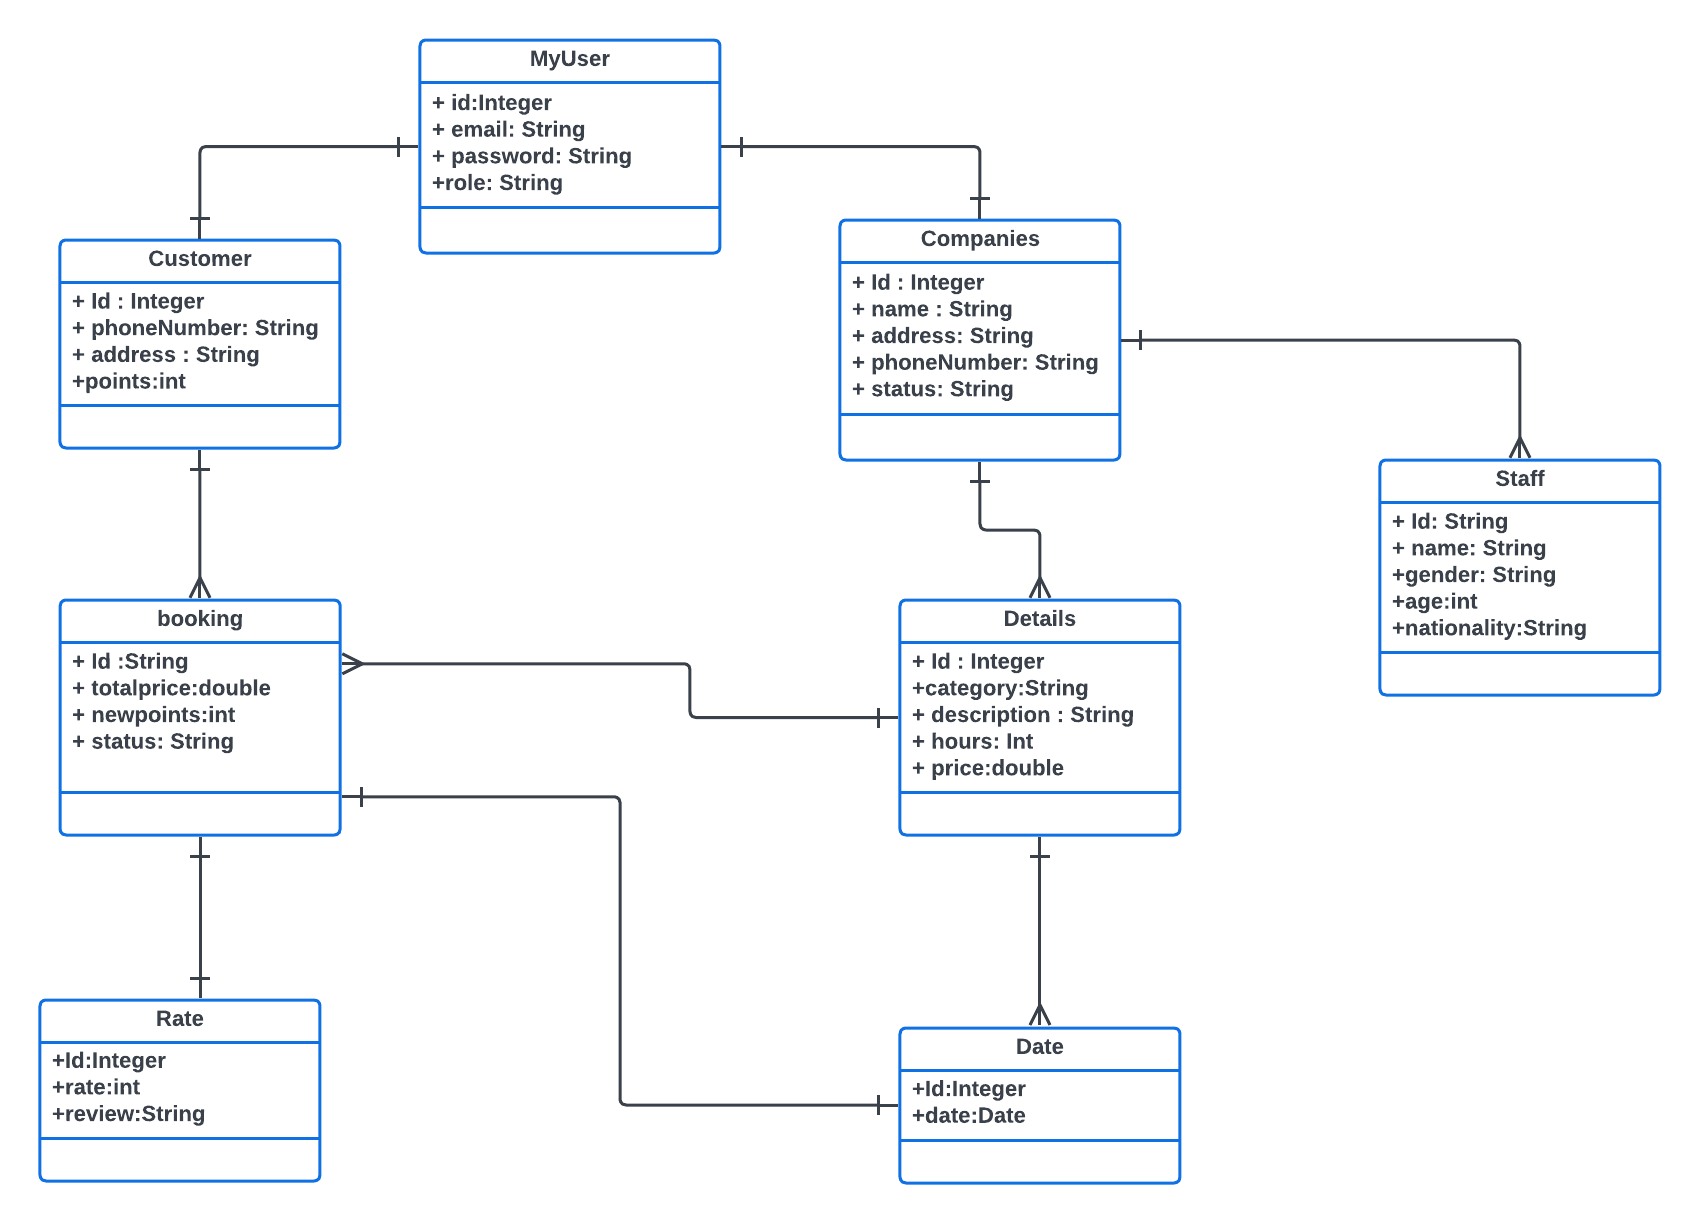 MyUser
+ id:Integer
+ email: String
+ password: String
+role: String
Customer
+ Id : Integer
+ phoneNumber: String
+ address : String
+points:int
Companies
+ Id : Integer
+ name : String
+ address: String
+ phoneNumber: String
+ status: String
Staff
+ Id: String
+ name: String
+gender: String
+age:int
+nationality:String
booking
+ Id :String
+ totalprice:double
+ newpoints:int
+ status: String
Details
+ Id : Integer
+category:String
+ description : String
+ hours: Int
+ price:double
Rate
+Id:Integer
+rate:int
+review:String
Date
+Id:Integer
+date:Date